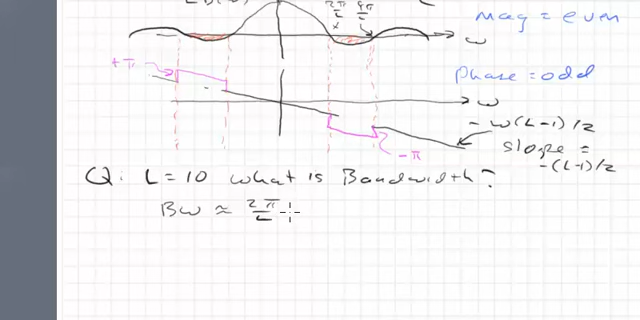 2π/L 4π/L
mag = even
ω
+π
phase = odd
ω
- ω(L-1)/2
slope =
-(L-1)/2
-π
Q: L=10 what is Bandwidth?
BW ≈ 2π/L